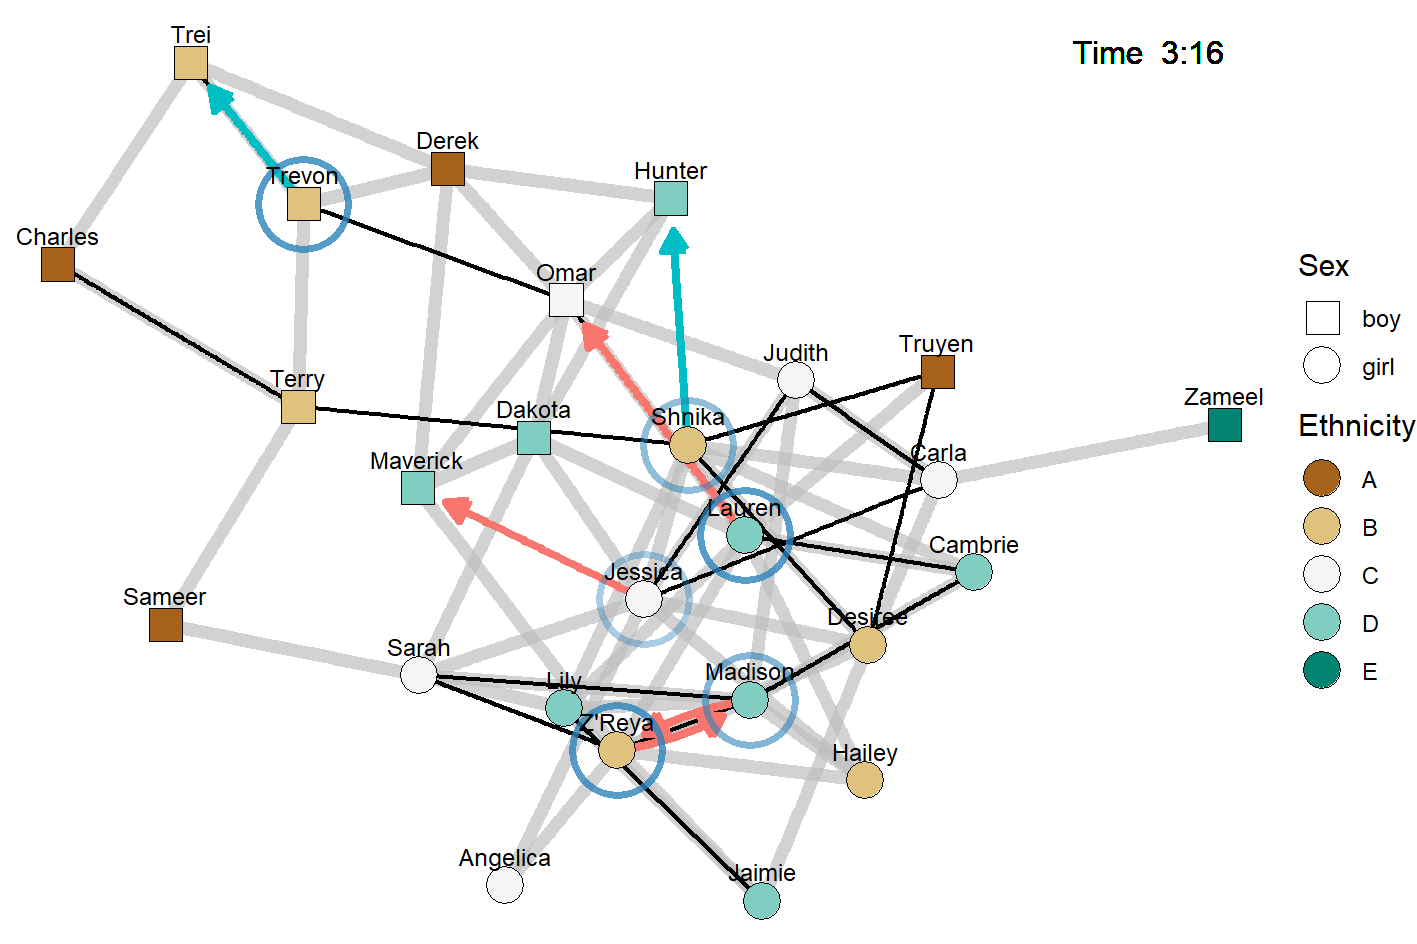 Trei
Time 3:16
Derek
Hunter
Trevon
Charles
Omar
Sex
boy
girl
Judith
Truyen
Terry
Zameel
Dakota
Shnika
Ethnicity
Maverick
Carla
A
Lauren
B
Cambrie
Jessica
C
Sameer
Desiree
D
Sarah
Madison
Lily
E
Z'Reya
Hailey
Angelica
Jaimie